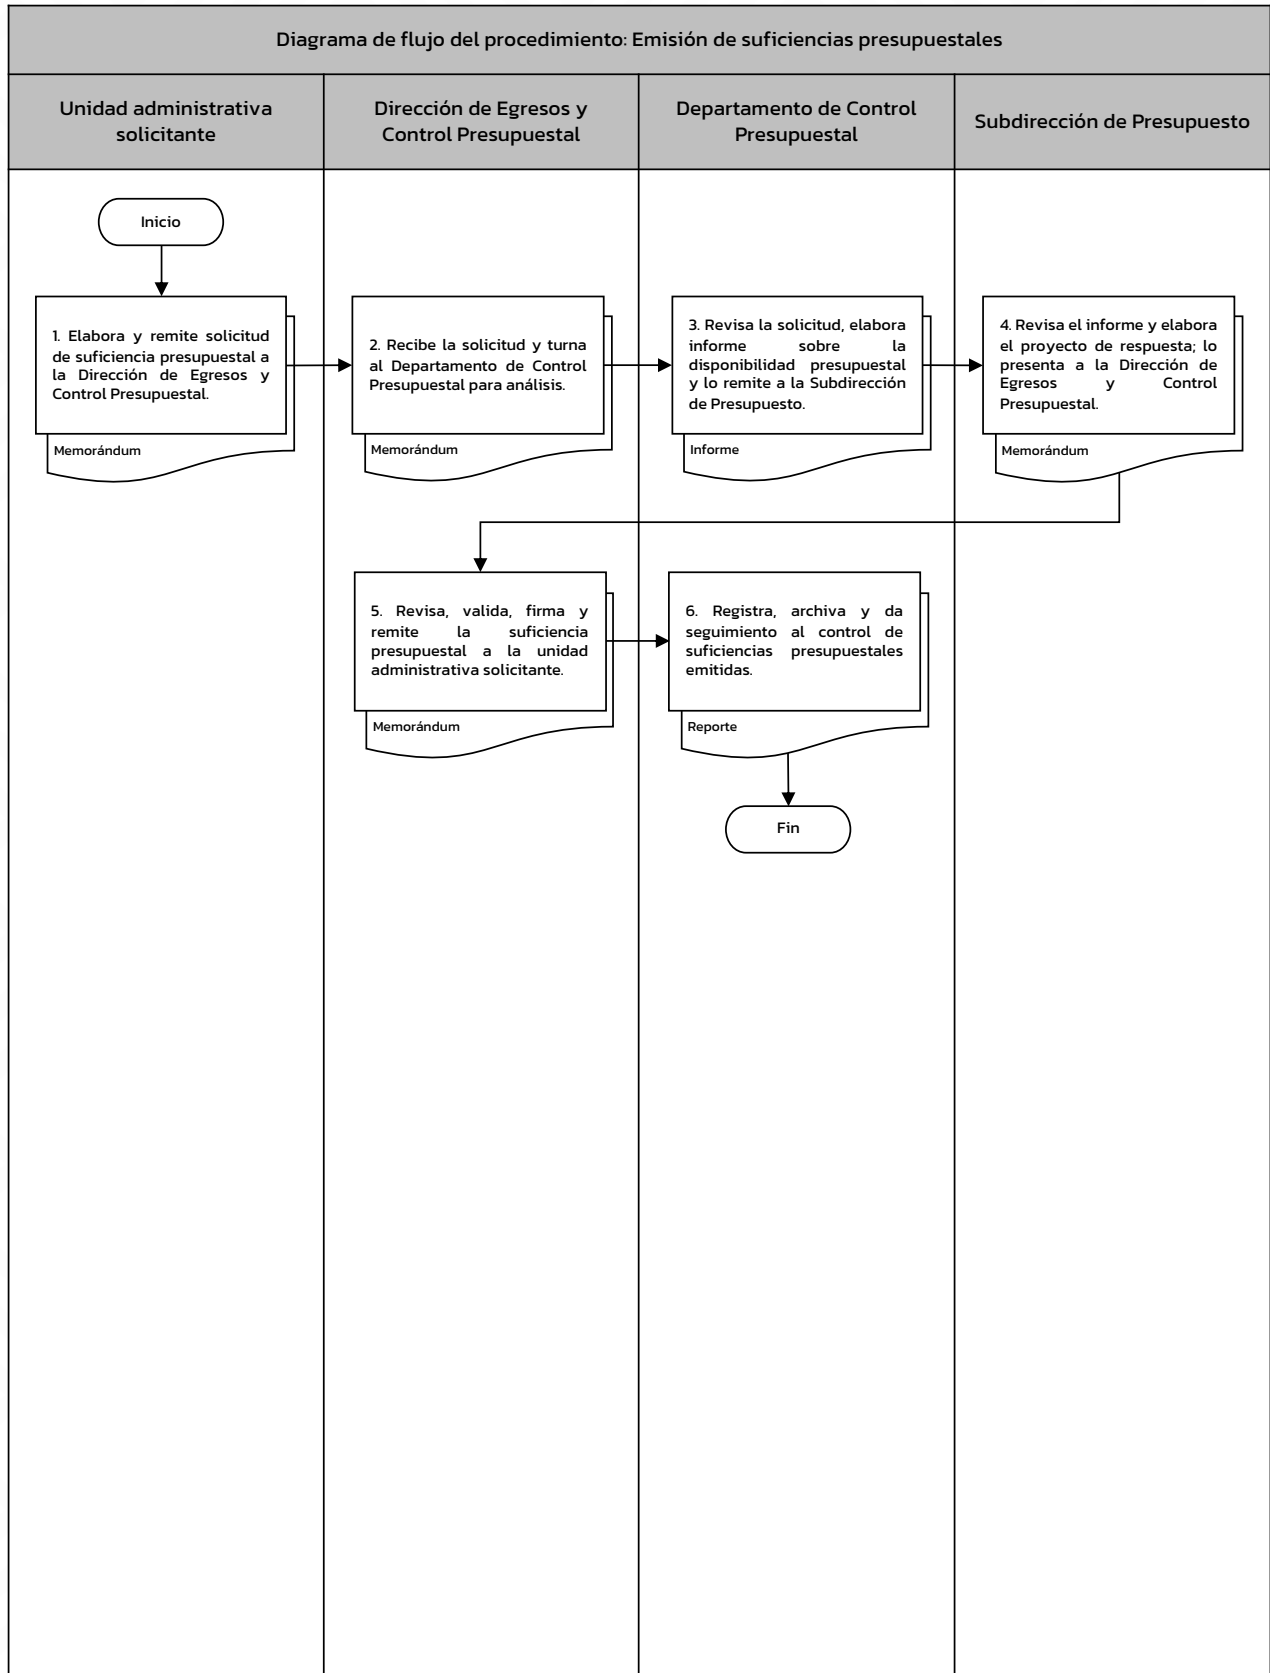 Diagrama de flujo del procedimiento: Emisión de suficiencias presupuestales
Unidad administrativa
solicitante
Dirección de Egresos y
Control Presupuestal
Departamento de Control
Presupuestal
Subdirección de Presupuesto
Inicio
1. Elabora y remite solicitud
de suficiencia presupuestal a
la Dirección de Egresos y
Control Presupuestal.
Memorándum
2. Recibe la solicitud y turna
al Departamento de Control
Presupuestal para análisis.
Memorándum
3. Revisa la solicitud, elabora
informe sobre la
disponibilidad presupuestal
y lo remite a la Subdirección
de Presupuesto.
Informe
4. Revisa el informe y elabora
el proyecto de respuesta; lo
presenta a la Dirección de
Egresos y Control
Presupuestal.
Memorándum
5. Revisa, valida, firma y
remite la suficiencia
presupuestal a la unidad
administrativa solicitante.
Memorándum
6. Registra, archiva y da
seguimiento al control de
suficiencias presupuestales
emitidas.
Reporte
Fin